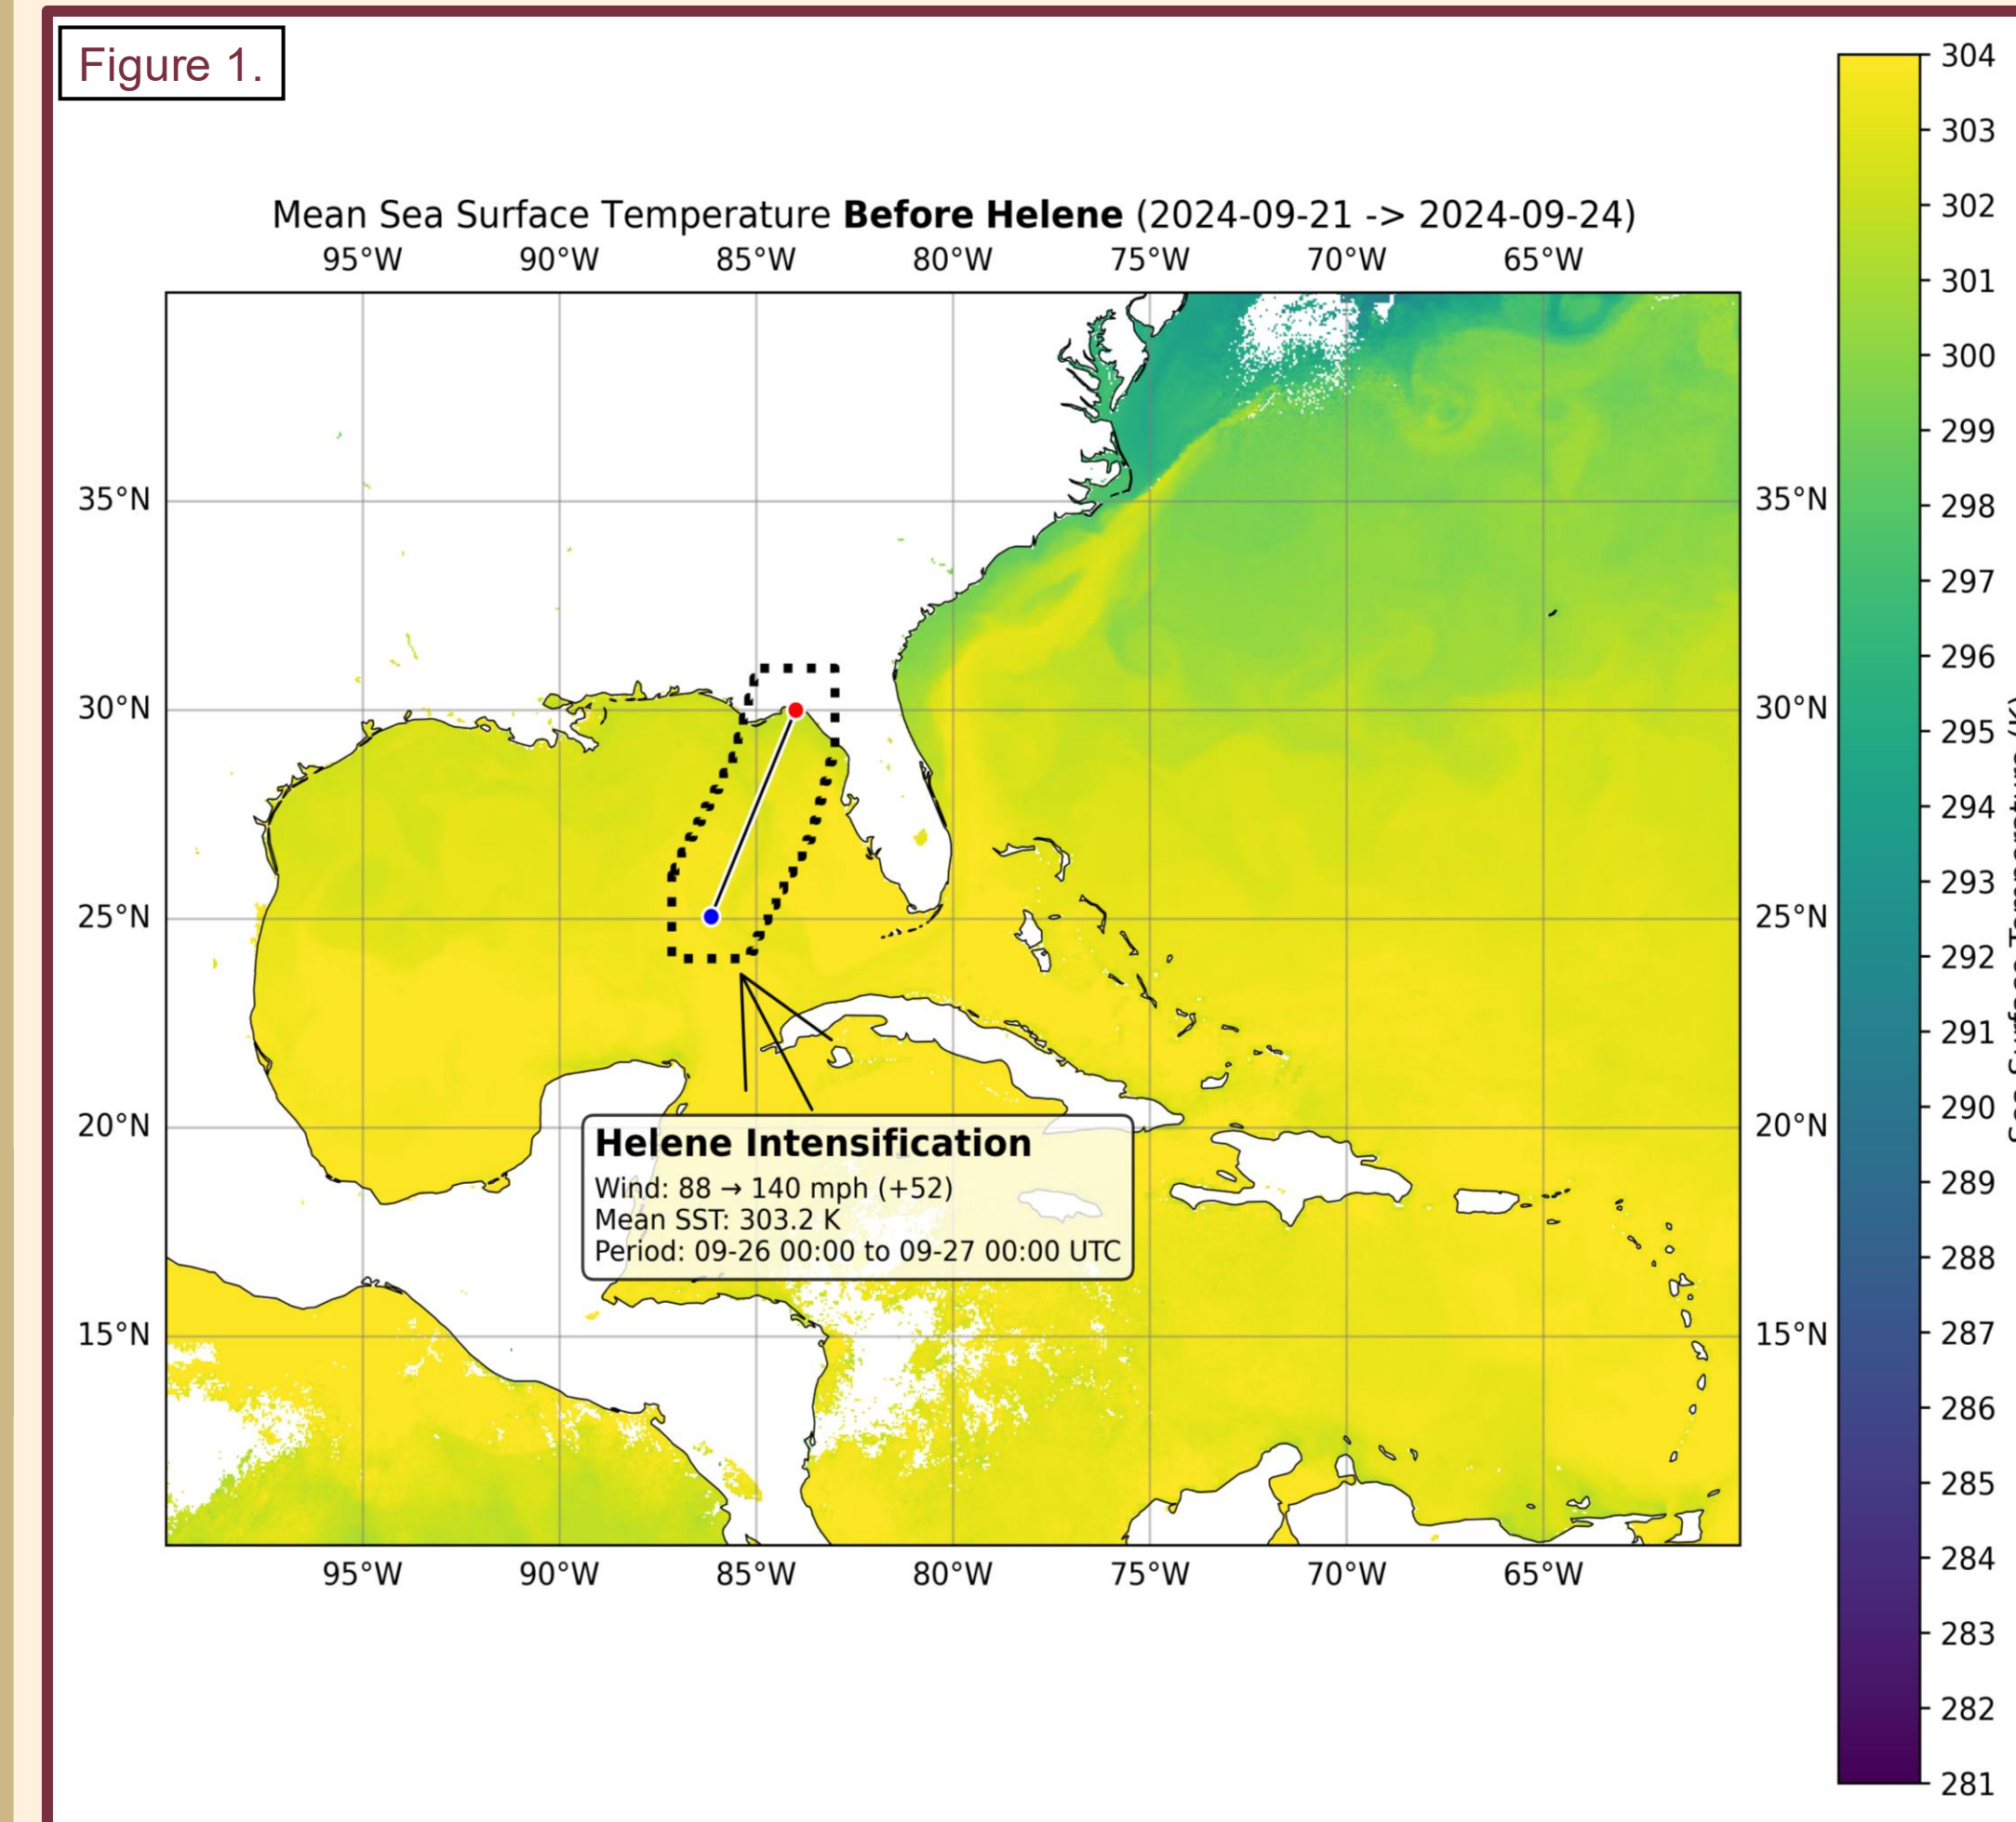 Figure 1.
Mean Sea Surface Temperature Before Helene (2024-09-21 -> 2024-09-24)
95°W 90°W 85°W 80°W 75°W 70°W 65°W
35°N 35°N
30°N 30°N
25°N 25°N
20°N 20°N
15°N 15°N
Helene Intensification
Wind: 88 → 140 mph (+52)
Mean SST: 303.2 K
Period: 09-26 00:00 to 09-27 00:00 UTC
95°W 90°W 85°W 80°W 75°W 70°W 65°W
304
303
302
301
300
299
298
297
296
295
294
293
292
291
290
289
288
287
286
285
284
283
282
281